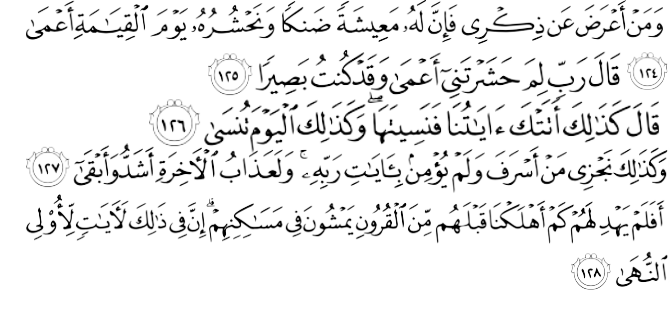 وَمَنْ أَعْرَضَ عَن ذِكْرِى فَإِنَّ لَهُۥ مَعِيشَةً ضَنكًا وَنَحْشُرُهُۥ يَوْمَ ٱلْقِيَـٰمَةِ أَعْمَىٰ
١٢٤ قَالَ رَبِّ لِمَ حَشَرْتَنِىٓ أَعْمَىٰ وَقَدْ كُنتُ بَصِيرًا ١٢٥
قَالَ كَذَٰلِكَ أَتَتْكَ ءَايَـٰتُنَا فَنَسِيتَهَا ۖ وَكَذَٰلِكَ ٱلْيَوْمَ تُنسَىٰ ١٢٦
وَكَذَٰلِكَ نَجْزِى مَنْ أَسْرَفَ وَلَمْ يُؤْمِنۢ بِـَٔايَـٰتِ رَبِّهِۦ ۚ وَلَعَذَابُ ٱلْـَٔاخِرَةِ أَشَدُّ وَأَبْقَىٰٓ ١٢٧
أَفَلَمْ يَهْدِ لَهُمْ كَمْ أَهْلَكْنَا قَبْلَهُم مِّنَ ٱلْقُرُونِ يَمْشُونَ فِى مَسَـٰكِنِهِمْ ۗ إِنَّ فِى ذَٰلِكَ لَـَٔايَـٰتٍ لِّأُو۟لِى
ٱلنُّهَىٰ ١٢٨